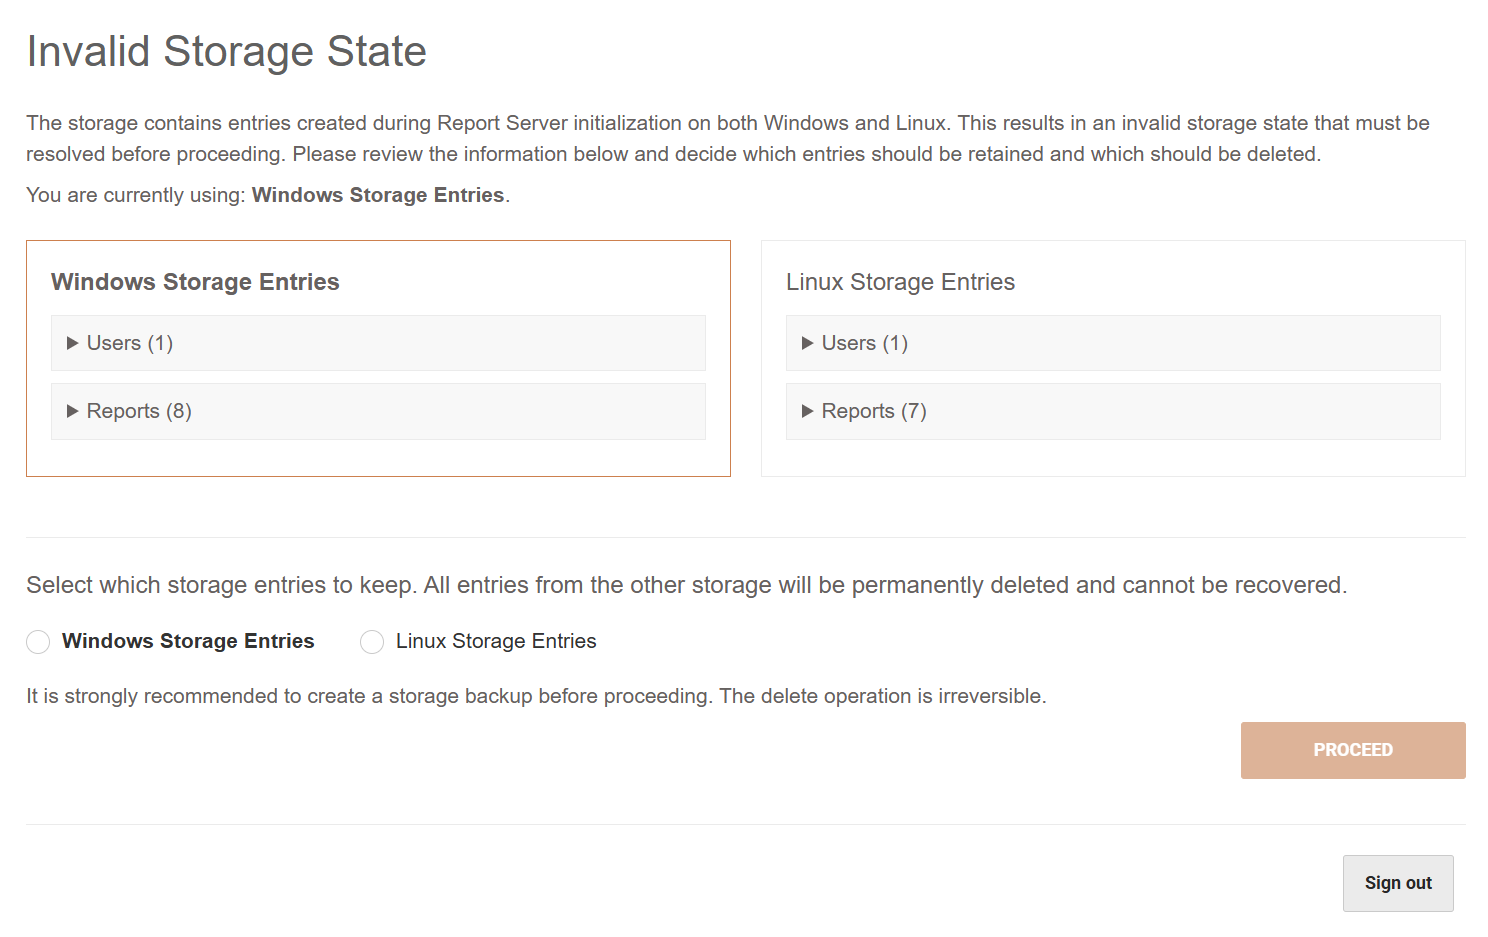 Invalid Storage State
The storage contains entries created during Report Server initialization on both Windows and Linux. This results in an invalid storage state that must be
resolved before proceeding. Please review the information below and decide which entries should be retained and which should be deleted.
You are currently using: Windows Storage Entries.
Windows Storage Entries
Users (1)
Reports (8)
Linux Storage Entries
Users (1)
Reports (7)
Select which storage entries to keep. All entries from the other storage will be permanently deleted and cannot be recovered.
Windows Storage Entries
Linux Storage Entries
It is strongly recommended to create a storage backup before proceeding. The delete operation is irreversible.
PROCEED
Sign out